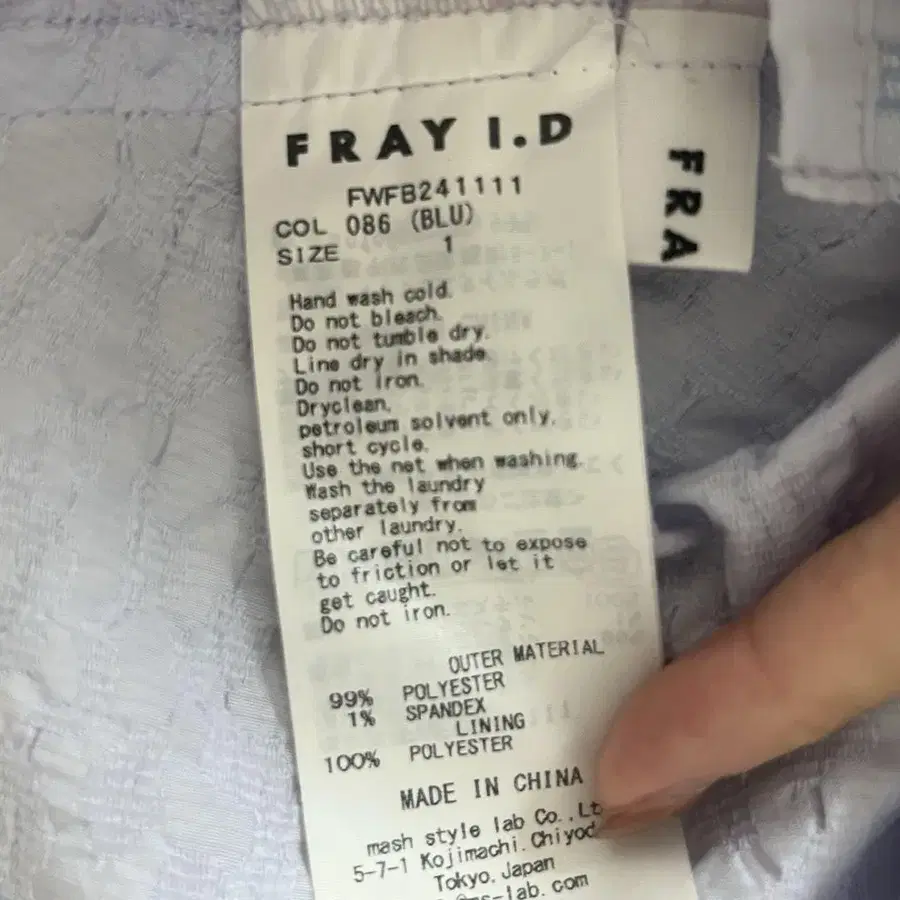 FRAY I.D
FWFB241111
COL 086 (BLU)
SIZE 1
Hand wash cold.
Do not bleach.
Do not tumble dry.
Line dry in shade.
Do not iron.
Dryclean,
petroleum solvent only,
short cycle.
Use the net when washing.
Wash the laundry
separately from
other laundry.
Be careful not to expose
to friction or let it
get caught.
Do not iron.
OUTER MATERIAL
99% POLYESTER
1% SPANDEX
LINING
100% POLYESTER
MADE IN CHINA
mash style lab Co.,Lt
5-7-1 Kojimachi.Chiyod
Tokyo,Japan
-lab.com
FRA